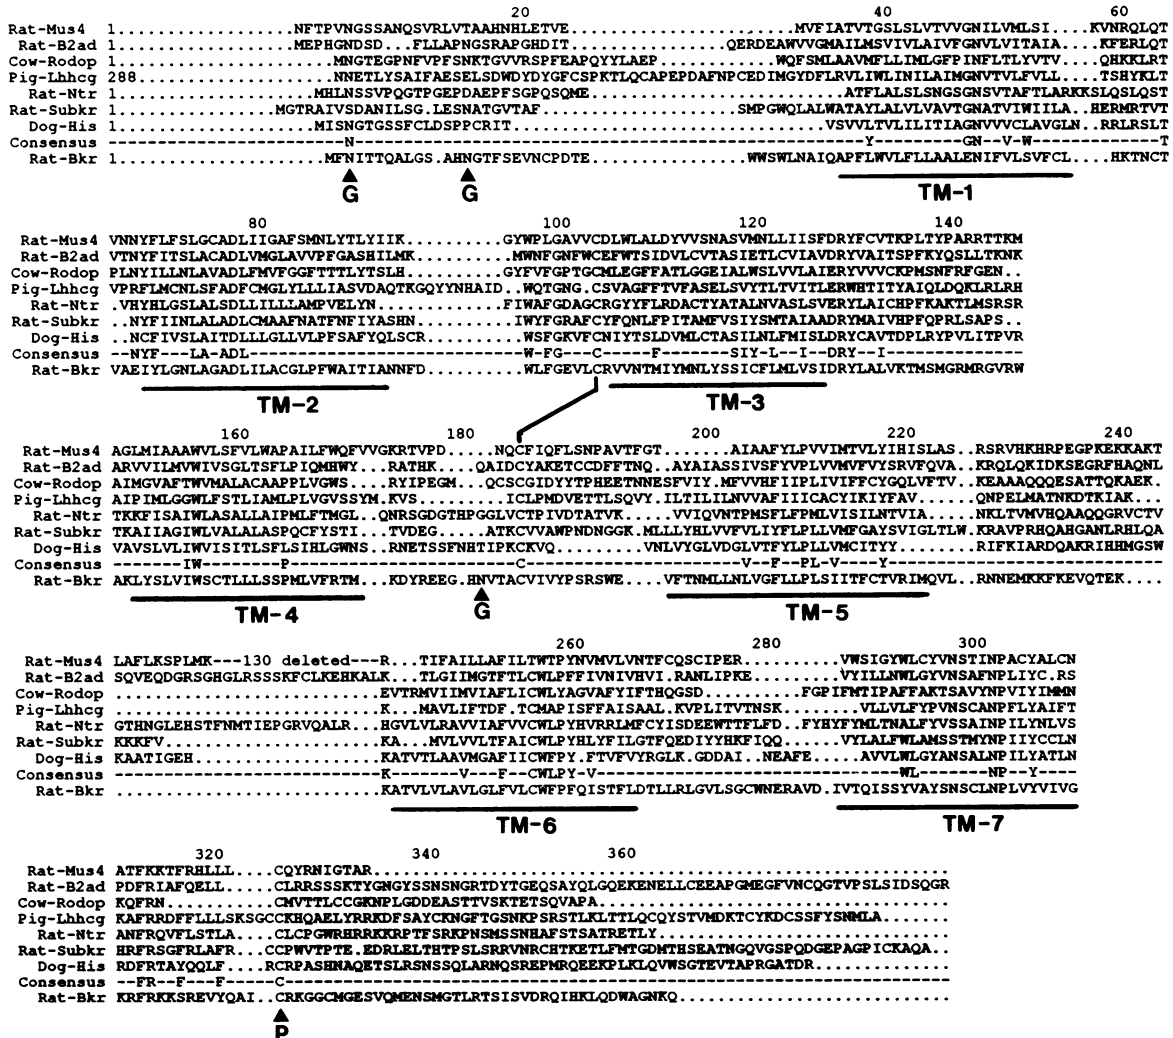 20 40 60
Rat-Mus4 1...................NFTPVNGSSANQSVRLVTAAHNHLETVE.......................MVFIATVTGSLSLVTVVGNILVMLSI....KVNRQLQT
Rat-B2ad 1...............MEPHGNDSD...FLLAPNGSRAPGHDIT................QERDEAWVVGMAILMSVIVLAIVFGNVLVITAIA....KFERLQT
Cow-Rodop 1..................MNGTEGPNFYVPFSNKTGVVRSPFEAPQYYLAEP..........WQFSMLAAVMFLLIMLGFPINFLTLYVTV....QHKKLRT
Pig-Lhhcg 288................NNETLYSAIFAESELSDWDYDYGFCSPKTLQCAPEPDAFNPCEDIMGYDFLRVLIWLINILAIMGNVTVLFVLL....TSHYKLT
Rat-Ntr 1...................MHLNSSVPQGTPGEPDAEPFSGPQSQME..........................ATFLALSLSNGSGNSVTAFTLARKKSLQSLQST
Rat-Subkr 1................MGTRAIVSDANILSG.ESNATGVTAF....................SMPGWQLALWATAYLALVLVAVTGNATVIWIILA.HERMRTVT
Dog-His 1...................MISNGTGSSFCLDSPPCRIT...............................VSVVLTVLILITIAGNVVVCLAVGLN.RRLRSLT
Consensus -----------------------N-----------------------------------------------------Y------GN--V-W-------------T
Rat-Bkr 1....................MFNITTQALGS.AHNGTFSEVNCPDTE................WWSWLNAIQAPFLWVLFLLAALENIFVLSVFCL....HKTNCT
G G TM-1
80 100 120 140
Rat-Mus4 VNNYFLFSLGCADLIIGAFSMNLYTLYIIK..........GYWPLGAVVCDLWLALDYVVSNASVMNLLIISFDRYFCVTKPLTYPARRTTKM
Rat-B2ad VTNYFITSLACADLVMGLAVVPFGASHILMK.........MWNFGNFWCEFWTSIDVLCVTASIETLCVIAVDRYVAITSPFKYQSLLTKNK
Cow-Rodop PLNYILLNLAVADLFMVFGGFTTTLYTSLH..........GYFVFGPTGCMLEGFFATLGGEIALWSLVVLAIERYVVVCKPMSNFRFGEN.
Pig-Lhhcg VPRFLMCNLSFADFCMGLYLLLIASVDAQTKGQYYNHAID.WQTGNG.CSVAGFFTVFASELSVYTLTVITLERWHTITYAIQLDQKLRLRH
Rat-Ntr .VHYHLGSLALSDLLILLLAMPVELYN.............FIWAFGDAGCRGYYFLRDACTYATALNVASLSVERYLAICHPFKAKTLMSRSR
Rat-Subkr ..NYFIINLALADLCMAAFNATFNFIYASHN.........IWYFGRAFCYFQNLFPITAMFVSIYSMTAIAADRYMAIVHPFQPRLSAPS.
Dog-His ..NCFIVSLAITDLLLGLLVLPFSAFYQLSCR........WSFGKVFCNIYTSLDVMLCTASILNLFMISLDRYCAVTDPLRYPVLITPVR
Consensus --NYF---LA-ADL--------------------------W-FG---C-----F-------SIY-L--I--DRY---I-------------
Rat-Bkr VAEIYLGNLAGADLILACGLPFWAITIANNFD........WLFGEVLCRVVNTMIYMNLYSSICFLMLVSIDRYLALVKTMSMGRMRGVRW
TM-2 TM-3
160 180 200 220 240
Rat-Mus4 AGLMIAAAWVLSFVLWAPAILFWQFVVGKRTVPD.....NQCFIQFLSNPAVTFGT........AIAAFYLPVVIMTVLYIHISLAS..RSRVHKHRPEGPKEKKAKT
Rat-B2ad ARVVILMVWIVSGLTSFLPIQMHWY...RATHK....QAIDCYAKETCCDFFTNQ...AYAIASSIVSFYVPLVVMVFVYSRVFQVA..KRQLQKIDKSEGRFHAQNL
Cow-Rodop AIMGVAFTWVMALACAAPPLVGWS....RYIPEGM...QCSCGIDYYTPHEETNNESFVIY.MFVVHFIIPLIVIFFCYGQLVFTV..KEAAAQQQESATTQKAEK.
Pig-Lhhcg AIPIMLGGWLFSTLIAMLPLVGVSSYM.KVS.......ICLPMDVETTLSQVY.ILTILILNVVAFIIICACYIKIYFAV.....QNPELMATNKDTKIAK.
Rat-Ntr TKKFISAIWLASALLAIPMLFTMGL..QNRSGDGTHPGGLVCTPIVDTATVK....VVIQVNTPMSFLFPMLVISILNTVIA...NKLTVMVHQAAQQGRVCTV
Rat-Subkr TKAIIAGIWLVALALASPQCFYSTI...TVDEG....ATKCVVAWPNDNGGK.MLLLYHLVVFVLIYFLPLLVMFGAYSVIGLTLW.KRAVPRHQAHGANLRHLQA
Dog-His VAVSLVLIWVISITLSFLSIHLGWNS..RNETSSFNHTIPKCKVQ......VNLVYGLVDGLVTFYLPLLVMCITYY.......RIFKIARDQAKRIHHMGSW
Consensus -------IW--------P-----------------------C--------------------V--F--PL-V-----Y-----------------------
Rat-Bkr AKLYSLVIWSCTLLLSSPMLVFRTM...KDYREEG.HNVTACVIVYPSRSWE....VFTNMLLNLVGFLLPLSIITFCTVRIMQVL..RNNEMKKFKEVQTEK....
TM-4 G TM-5
260 280 300
Rat-Mus4 LAFLKSPLMK---130 deleted---R...TIFAILLAFILTWTPYNVMVLVNTFCQSCIPER..........VWSIGYWLCYVNSTINPACYALCN
Rat-B2ad SQVEQDGRSGHGLRSSSKFCLKEHKALK..TLGIIMGTFTLCWLPFFIVNIVHVI.RANLIPKE........VYILLNWLGYVNSAFNPLIYC.RS
Cow-Rodop ..........................EVTRMVIIMVIAFLICWLYAGVAFYIFTHQGSD.........FGPIFMTIPAFFAKTSAVYNPVIYIMMN
Pig-Lhhcg ..........................K...MAVLIFTDF.TCMAPISFFAISAAL.KVPLITVTNSK........VLLVLFYPVNSCANPFLYAIFT
Rat-Ntr GTHNGLEHSTFNMTIEPGRVQALR..HGVLVLRAVVIAFVVCWLPYHVRRLMFCYISDEEWTTFLFD..FYHYFYMLTNALFYVSSAINPILYNLVS
Rat-Subkr KKKFV.....................KA..MVLVVLTFAICWLPYHLYFILGTFQEDIYYHKFIQQ.....VYLALFWLAMSSTMYNPIIYCCLN
Dog-His KAATIGEH..................KATVTLAAVMGAFIICWFPY.FTVFVYRGLK.GDDAI.NEAFE.....AVVLWLGYANSALNPILYATLN
Consensus --------------------------K------V---F--CWLPY-V------------------------------WL-------NP--Y----
Rat-Bkr ..........................KATVLVLAVLGLFVLCWFPFQISTFLDTLLRLGVLSGCWNERAVD.IVTQISSYVAYSNSCLNPLVYVIVG
TM-6 TM-7
320 340 360
Rat-Mus4 ATFKKTFRHLLL....CQYRNIGTAR..........................................................
Rat-B2ad PDFRIAFQELL.....CLRRSSSKTYGNGYSSNSNGRTDYTGEQSAYQLGQEKENELLCEEAPGMEGFVNCQGTVPSLSIDSQGR
Cow-Rodop KQFRN...........CMVTTLCCGKNPLGDDEASTTVSKTETSQVAPA....................................
Pig-Lhhcg KAFRRDFFLLLSKSGCCKHQAELYRRKDFSAYCKNGFTGSNKPSRSTLKLTTLQCQYSTVMDKTCYKDCSSFYSNMLA.......
Rat-Ntr ANFRQVFLSTLA....CLCPGWRHRRKKRPTFSRKPNSMSSNHAFSTSATRETLY..............................
Rat-Subkr HRFRSGFRLAFR...CCPWVTPTE.EDRLELTHTPSLSRRVNRCHTKETLFMTGDMTHSEATNGQVGSPQDGEPAGPICKAQA..
Dog-His RDFRTAYQQLF....RCRPASHNAQETSLRSNSSQLARNQSREPMRQEEKPLKLQVWSGTEVTAPRGATDR...........
Consensus --FR--F---F-----C---------------------------------------------------------------------
Rat-Bkr KRFRKKSREVYQAI..CRKGGCMGESVQMENSMGTLRTSISVDRQIHKLQDWAGNKQ............................
P